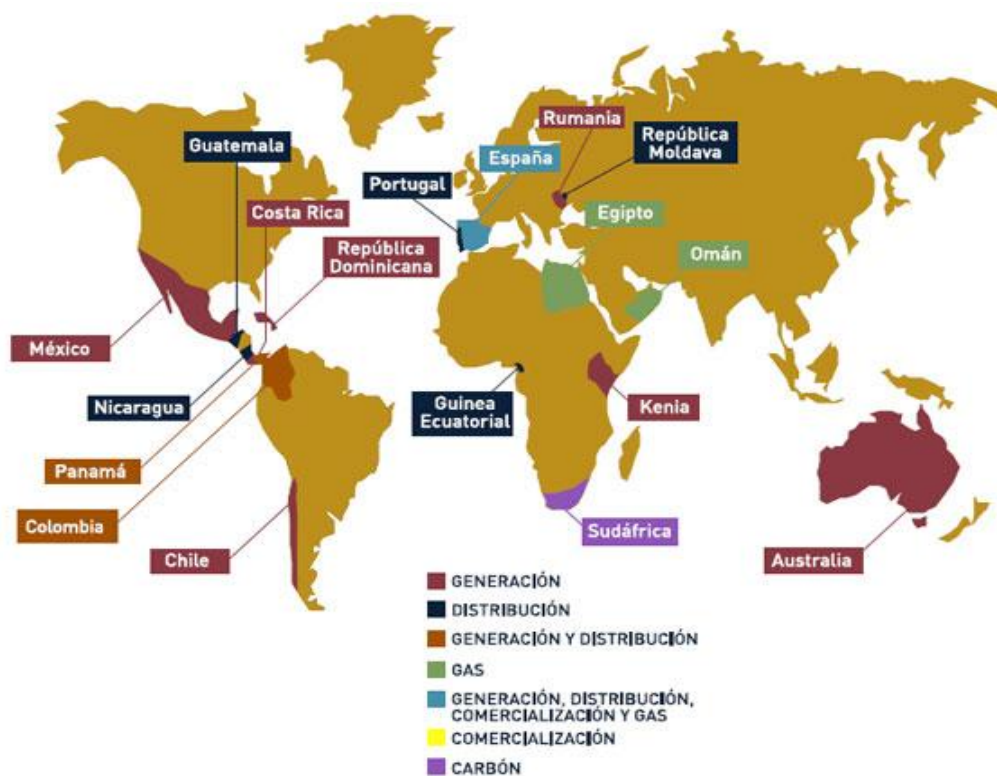 Rumania
Guatemala
República
Moldava
España
Portugal
Costa Rica
Egipto
República
Dominicana
Omán
México
Nicaragua
Guinea
Ecuatorial
Kenia
Panamá
Colombia
Sudáfrica
Chile
Australia
GENERACIÓN
DISTRIBUCIÓN
GENERACIÓN Y DISTRIBUCIÓN
GAS
GENERACIÓN, DISTRIBUCIÓN,
COMERCIALIZACIÓN Y GAS
COMERCIALIZACIÓN
CARBÓN